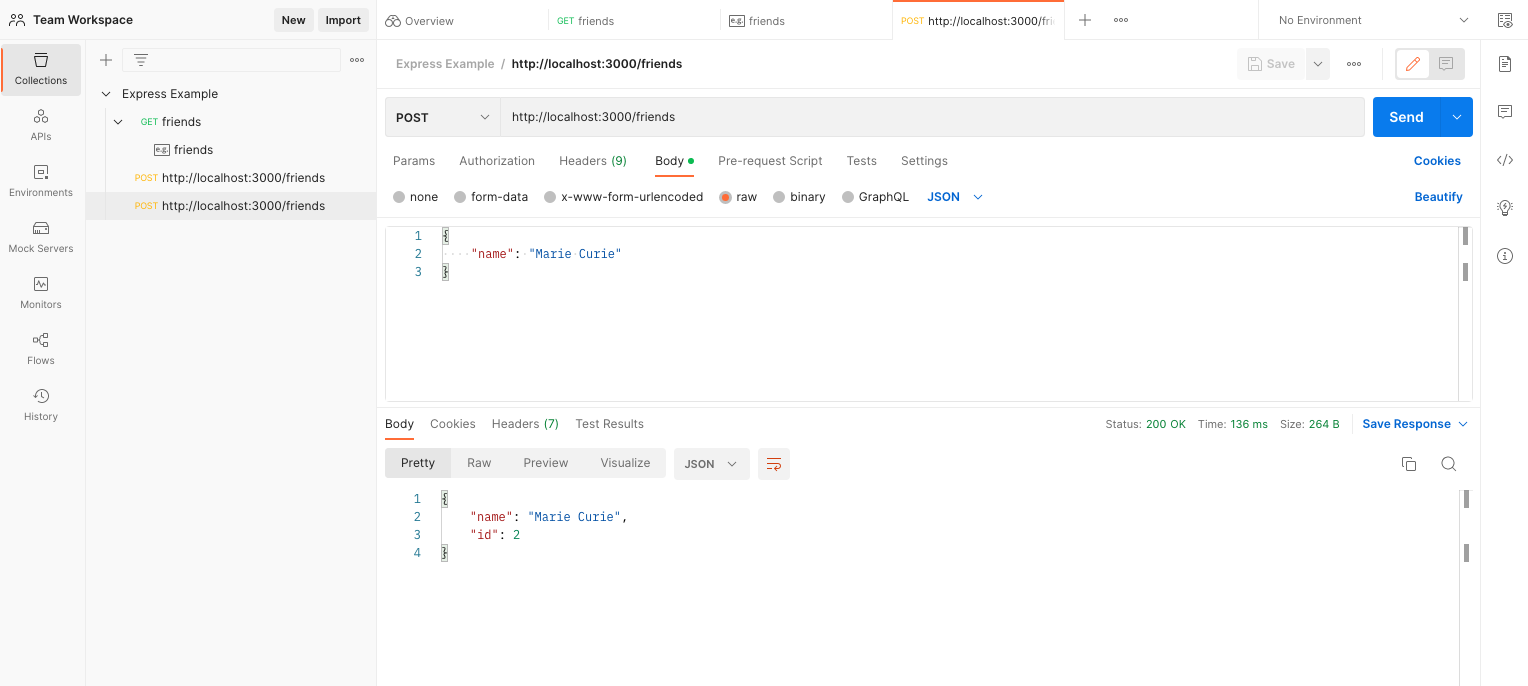 Team Workspace New Import Overview GET friends e.g. friends POST http://localhost:3000/fri No Environment
Collections
APIs
Environments
Mock Servers
Monitors
Flows
History
Express Example
GET friends
e.g. friends
POST http://localhost:3000/friends
POST http://localhost:3000/friends
Express Example / http://localhost:3000/friends Save
POST http://localhost:3000/friends Send
Params Authorization Headers (9) Body Pre-request Script Tests Settings Cookies
none form-data x-www-form-urlencoded raw binary GraphQL JSON Beautify
1 {
2 ····"name":·"Marie·Curie"
3 }
Body Cookies Headers (7) Test Results Status: 200 OK Time: 136 ms Size: 264 B Save Response
Pretty Raw Preview Visualize JSON
1 {
2 "name": "Marie Curie",
3 "id": 2
4 }